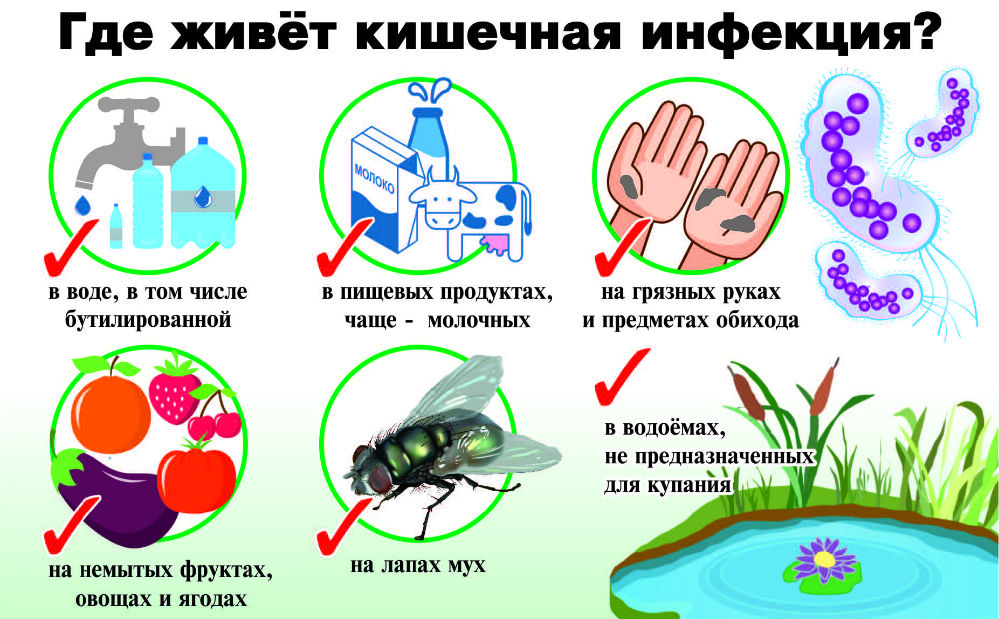 Где живёт кишечная инфекция?
МОЛОКО
в воде, в том числе
бутилированной
в пищевых продуктах,
чаще - молочных
на грязных руках
и предметах обихода
на немытых фруктах,
овощах и ягодах
на лапах мух
в водоёмах,
не предназначенных
для купания